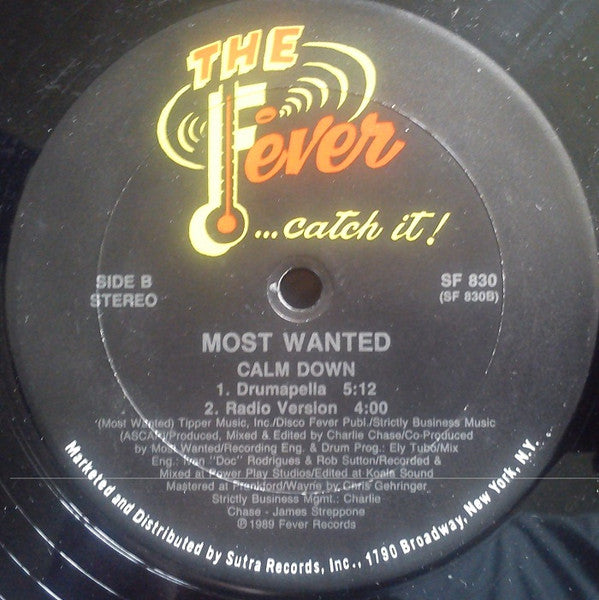 THE
Fever
...catch it!
SIDE B
STEREO
SF 830
(SF 830B)
MOST WANTED
CALM DOWN
1. Drumapella 5:12
2. Radio Version 4:00
(Most Wanted) Tipper Music, Inc./Disco Fever Publ./Strictly Business Music
(ASCAP)/Produced, Mixed & Edited by Charlie Chase/Co-Produced
by Most Wanted/Recording Eng. & Drum Prog.: Ely Tubo/Mix
Eng.: Ivan "Doc" Rodrigues & Rob Sutton/Recorded &
Mixed at Power Play Studios/Edited at Konia Sound
Mastered at Frankford/Wayne by Chris Gehringer
Strictly Business Mgmt.: Charlie
Chase - James Streppone
℗ 1989 Fever Records
Marketed and Distributed by Sutra Records, Inc., 1790 Broadway, New York, N.Y.